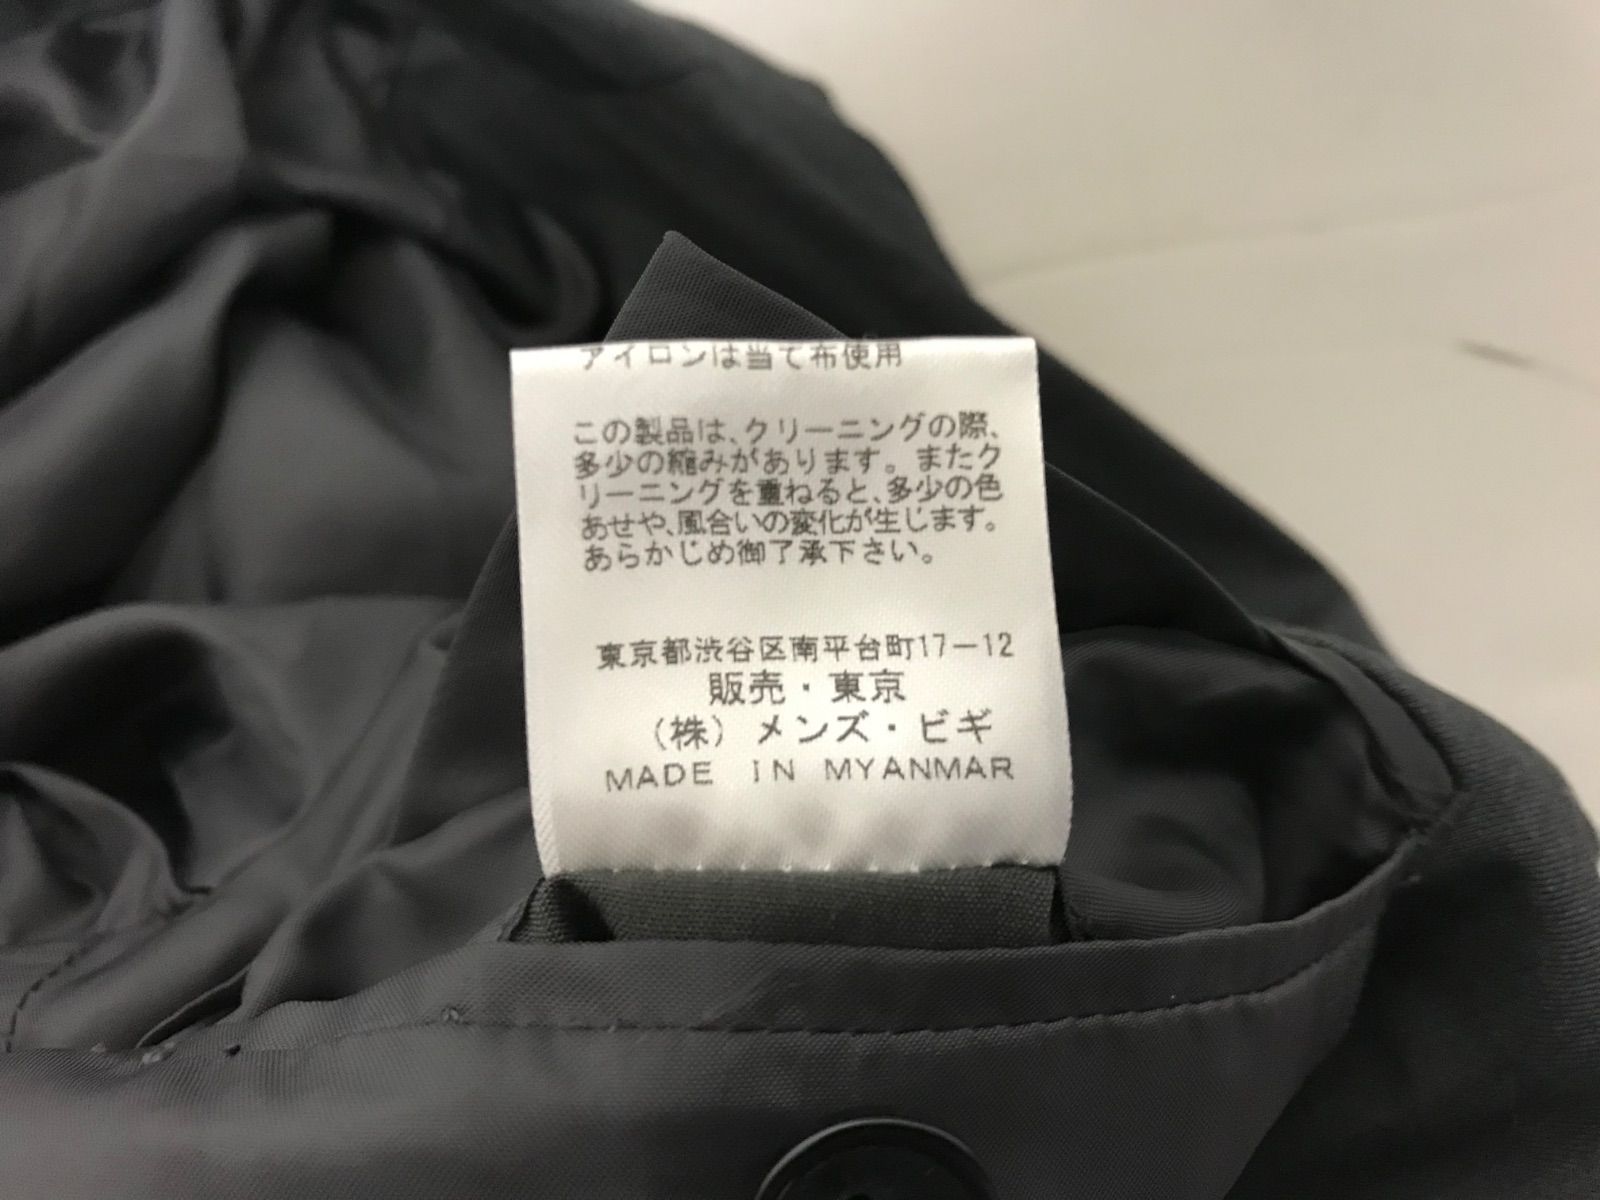 アイロンは当て布使用
この製品は、クリーニングの際、
多少の縮みがあります。またク
リーニングを重ねると、多少の色
あせや、風合いの変化が生じます。
あらかじめ御了承下さい。
東京都渋谷区南平台町17-12
販売・東京
(株)メンズ・ビギ
MADE IN MYANMAR